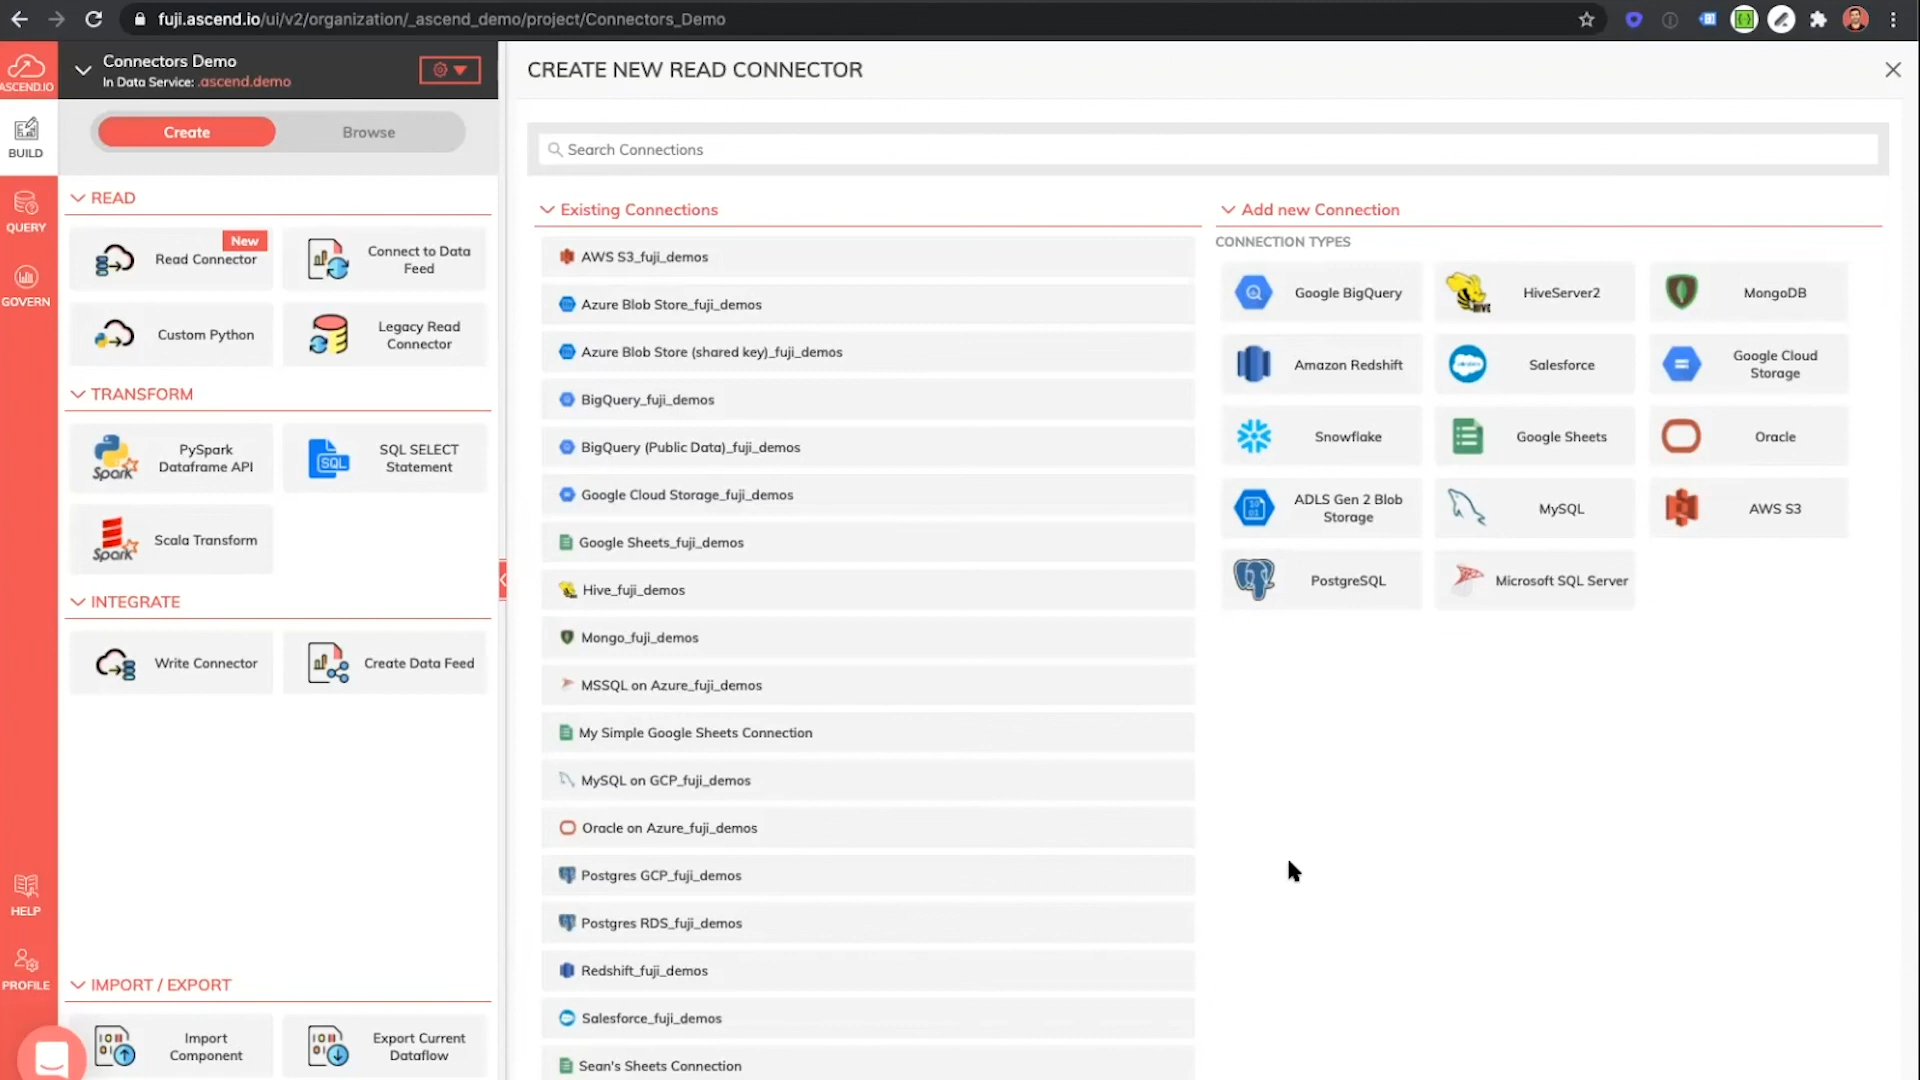 fuji.ascend.io/ui/v2/organization/_ascend_demo/project/Connectors_Demo
ASCEND.IO
Connectors Demo
In Data Service: .ascend.demo
BUILD
QUERY
GOVERN
HELP
PROFILE
Create
Browse
READ
New
Read Connector
Connect to Data
Feed
Custom Python
Legacy Read
Connector
TRANSFORM
Spark
PySpark
Dataframe API
SQL
SQL SELECT
Statement
Spark
Scala Transform
INTEGRATE
Write Connector
Create Data Feed
IMPORT / EXPORT
Import
Component
Export Current
Dataflow
CREATE NEW READ CONNECTOR
Search Connections
Existing Connections
AWS S3_fuji_demos
Azure Blob Store_fuji_demos
Azure Blob Store (shared key)_fuji_demos
BigQuery_fuji_demos
BigQuery (Public Data)_fuji_demos
Google Cloud Storage_fuji_demos
Google Sheets_fuji_demos
Hive_fuji_demos
Mongo_fuji_demos
MSSQL on Azure_fuji_demos
My Simple Google Sheets Connection
MySQL on GCP_fuji_demos
Oracle on Azure_fuji_demos
Postgres GCP_fuji_demos
Postgres RDS_fuji_demos
Redshift_fuji_demos
Salesforce_fuji_demos
Sean's Sheets Connection
Add new Connection
CONNECTION TYPES
Google BigQuery
HIVE
HiveServer2
MongoDB
Amazon Redshift
Salesforce
Google Cloud
Storage
Snowflake
Google Sheets
Oracle
ADLS Gen 2 Blob
Storage
MySQL
AWS S3
PostgreSQL
Microsoft SQL Server